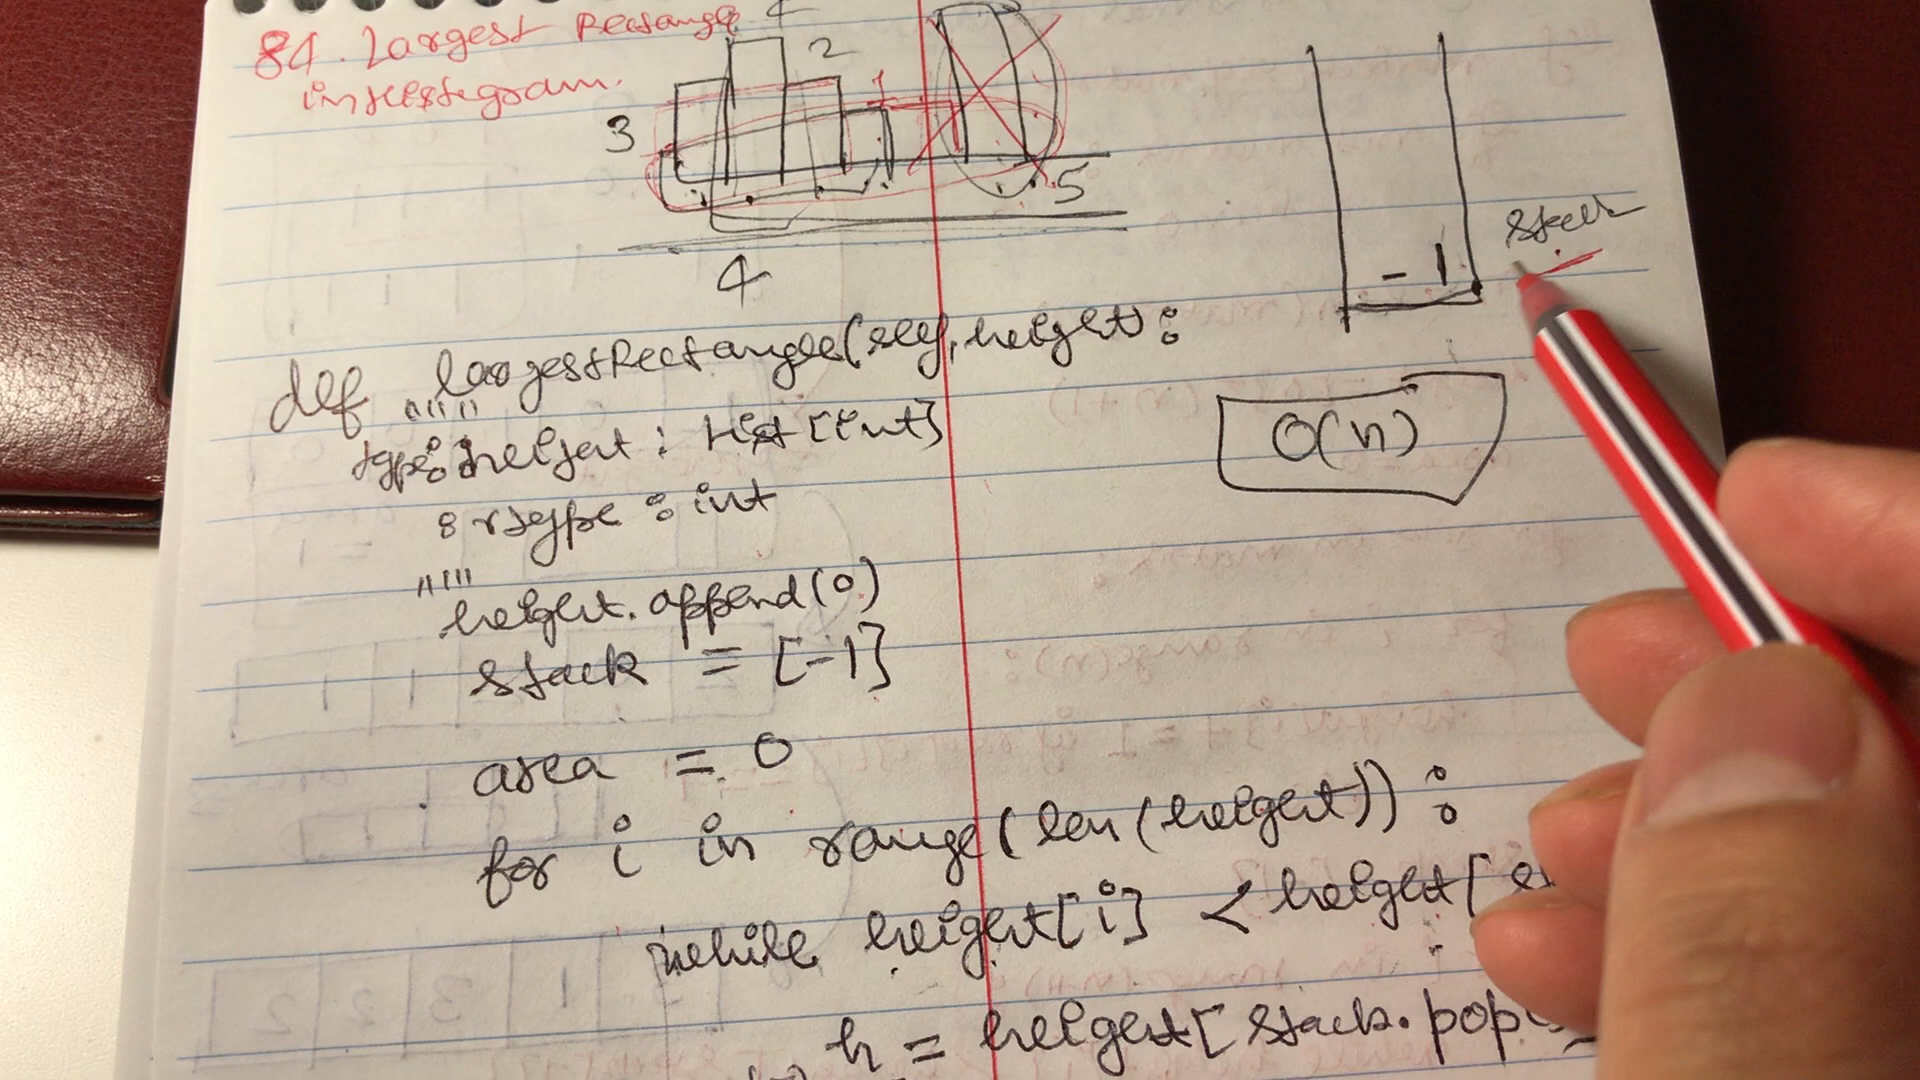 84. Largest Rectangle
in Histogram.
2
1
3
5
4
- 1
stack
def largestRectangle(self, height):
"""
type: height: List[int]
: rtype : int
"""
height.append(0)
stack = [-1]
O(n)
area = 0
for i in range(len(height)):
while height[i] < height[
h = height[stack.pop